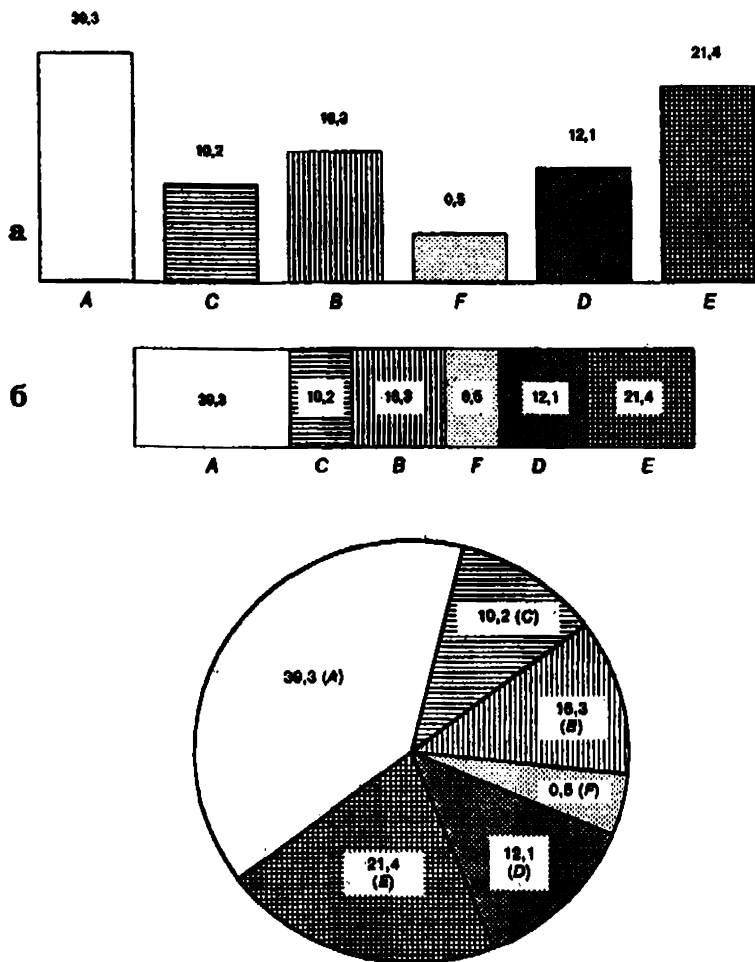 39,3
10,2
16,3
0,5
12,1
21,4
а
A C B F D E
б
39,3 10,2 16,3 0,5 12,1 21,4
A C B F D E
10,2 (C)
39,3 (A)
16,3
(B)
0,5 (F)
12,1
(D)
21,4
(E)